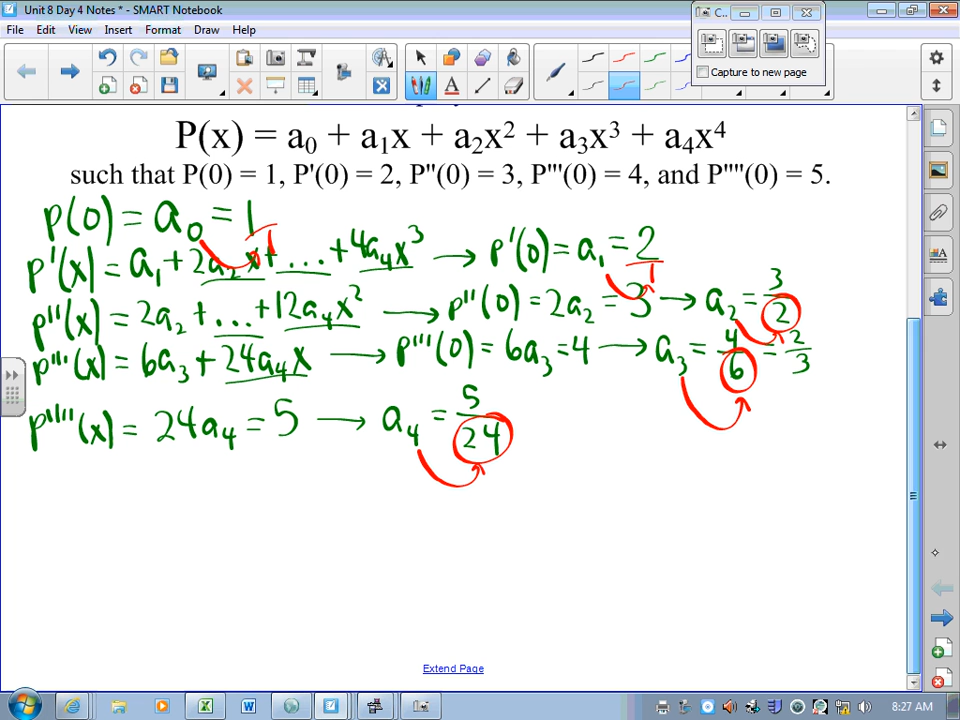 Unit 8 Day 4 Notes * - SMART Notebook
C..
File Edit View Insert Format Draw Help
Capture to new page
P(x) = a₀ + a₁x + a₂x² + a₃x³ + a₄x⁴
such that P(0) = 1, P'(0) = 2, P''(0) = 3, P'''(0) = 4, and P''''(0) = 5.
p(0) = a₀ = 1
1
p'(x) = a₁ + 2a₂x + ... + 4a₄x³ → p'(0) = a₁ = 2
1
p''(x) = 2a₂ + ... + 12a₄x² → p''(0) = 2a₂ = 3 → a₂ = 3/2
p'''(x) = 6a₃ + 24a₄x → p'''(0) = 6a₃ = 4 → a₃ = 4/6 = 2/3
p''''(x) = 24a₄ = 5 → a₄ = 5/24
Extend Page
8:27 AM